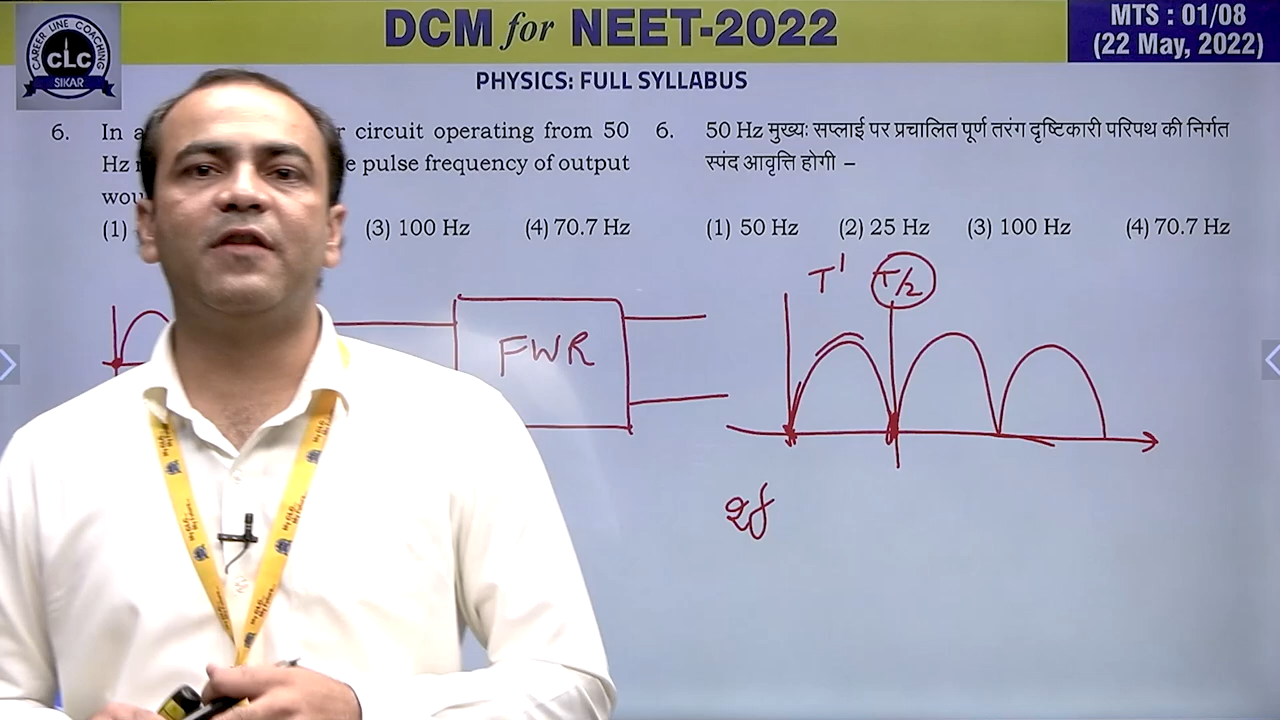 DCM for NEET-2022
MTS : 01/08
(22 May, 2022)
CAREER LINE COACHING
CLC
SIKAR
PHYSICS: FULL SYLLABUS
6. In a r circuit operating from 50
Hz e pulse frequency of output
wou
(1) (3) 100 Hz (4) 70.7 Hz
6. 50 Hz मुख्यः सप्लाई पर प्रचालित पूर्ण तरंग दृष्टिकारी परिपथ की निर्गत
स्पंद आवृत्ति होगी –
(1) 50 Hz (2) 25 Hz (3) 100 Hz (4) 70.7 Hz
T' T/2
FWR
2f